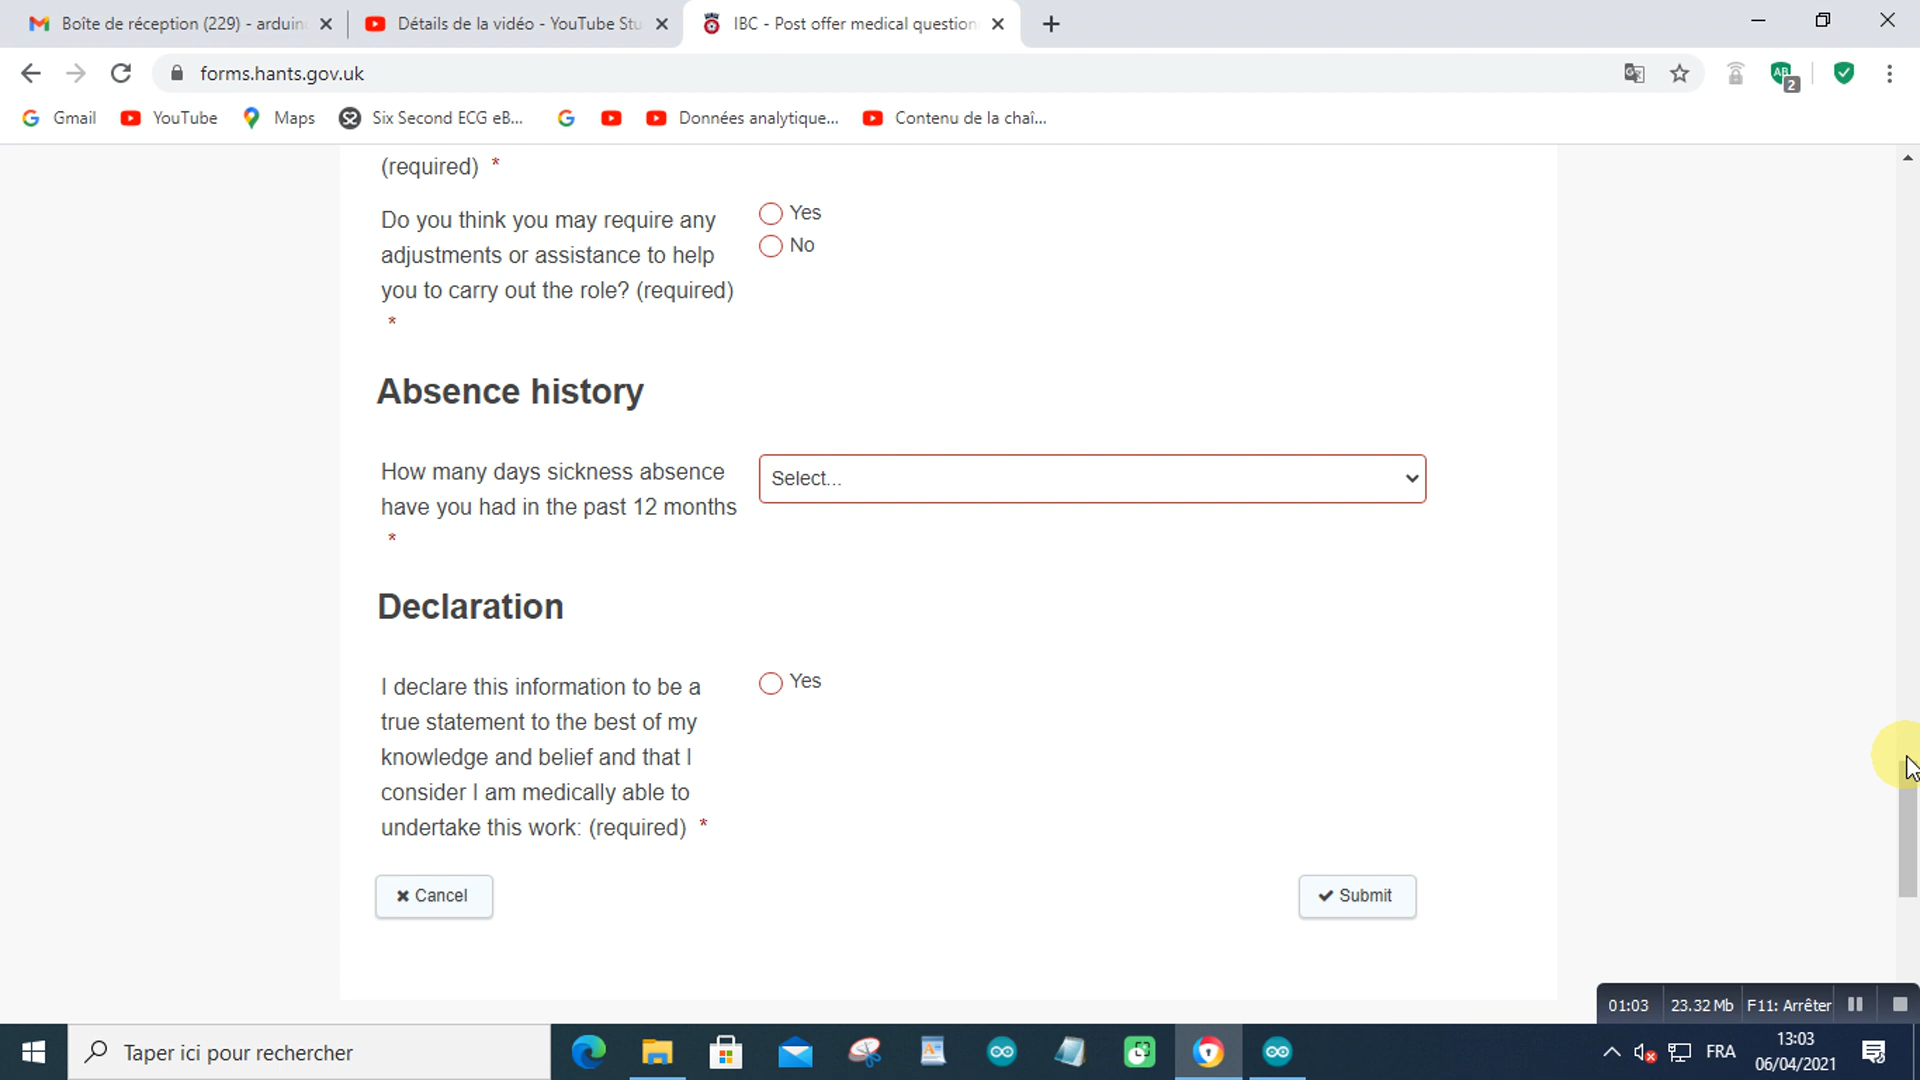 Boîte de réception (229) - arduin
Détails de la vidéo - YouTube Stu
IBC - Post offer medical question
forms.hants.gov.uk
AB
2
Gmail
YouTube
Maps
Six Second ECG eB...
Données analytique...
Contenu de la chaî...
(required) *
Do you think you may require any
adjustments or assistance to help
you to carry out the role? (required)
*
Yes
No
Absence history
How many days sickness absence
have you had in the past 12 months
*
Select...
Declaration
I declare this information to be a
true statement to the best of my
knowledge and belief and that I
consider I am medically able to
undertake this work: (required) *
Yes
Cancel
Submit
01:03 23.32 Mb F11: Arrêter
Taper ici pour rechercher
FRA
13:03
06/04/2021